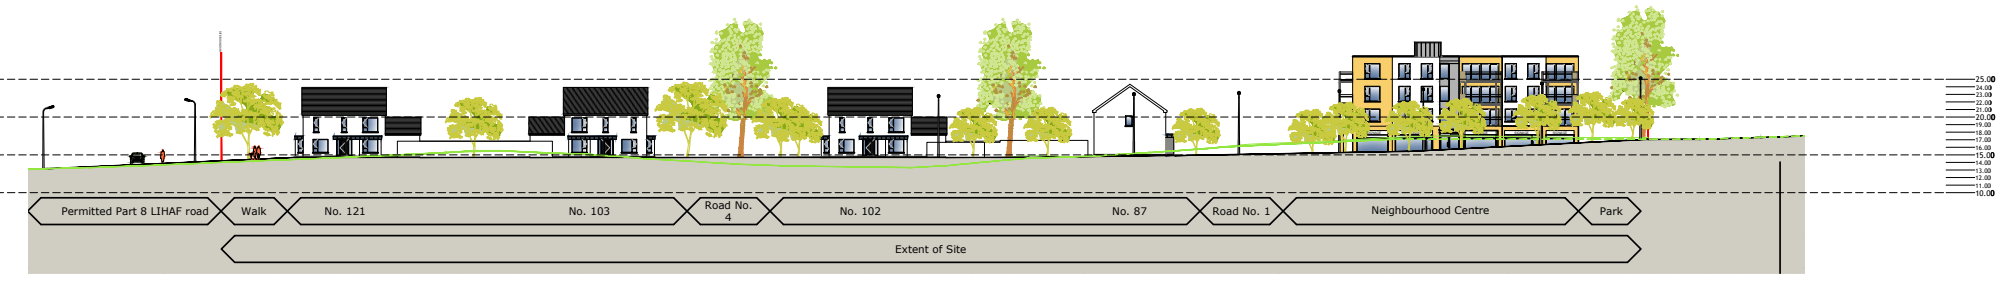 25.00
24.00
23.00
22.00
21.00
20.00
19.00
18.00
17.00
16.00
15.00
14.00
13.00
12.00
11.00
10.00
Permitted Part 8 LIHAF road
Walk
No. 121
No. 103
Road No.
4
No. 102
No. 87
Road No. 1
Neighbourhood Centre
Park
Extent of Site